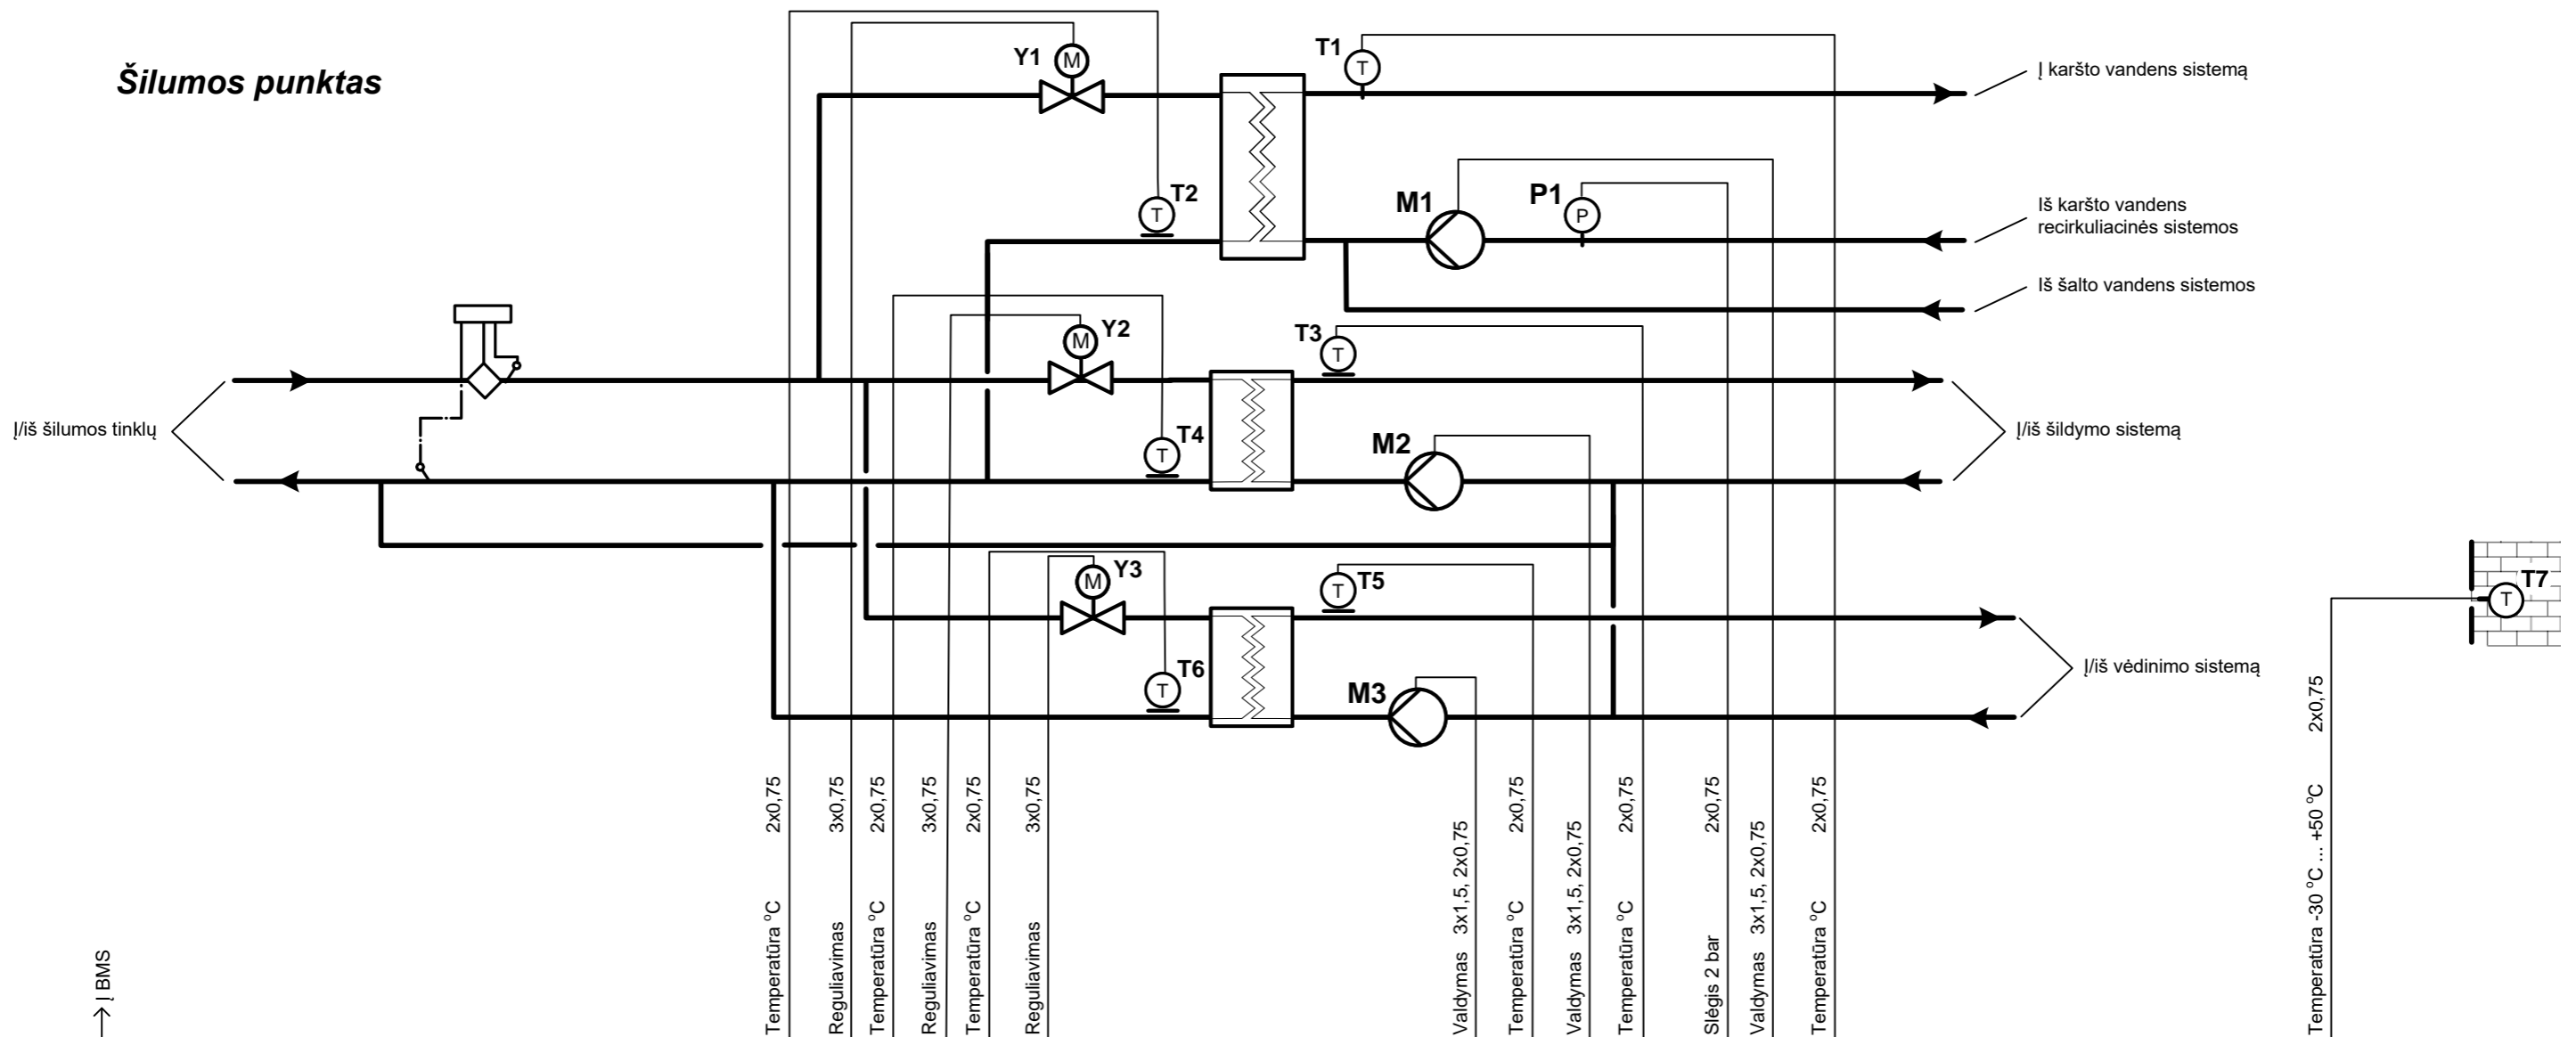 Šilumos punktas
Y1
M
T1
T
Į karšto vandens sistemą
T2
T
M1
P1
P
Iš karšto vandens
recirkuliacinės sistemos
Iš šalto vandens sistemos
Y2
M
T3
T
Į/iš šilumos tinklų
T4
T
M2
Į/iš šildymo sistemą
Y3
M
T5
T
T7
T
T6
T
M3
Į/iš vėdinimo sistemą
Į BMS
Temperatūra °C 2x0,75
Reguliavimas 3x0,75
Temperatūra °C 2x0,75
Reguliavimas 3x0,75
Temperatūra °C 2x0,75
Reguliavimas 3x0,75
Valdymas 3x1,5, 2x0,75
Temperatūra °C 2x0,75
Valdymas 3x1,5, 2x0,75
Temperatūra °C 2x0,75
Slėgis 2 bar 2x0,75
Valdymas 3x1,5, 2x0,75
Temperatūra °C 2x0,75
Temperatūra -30 °C ... +50 °C 2x0,75